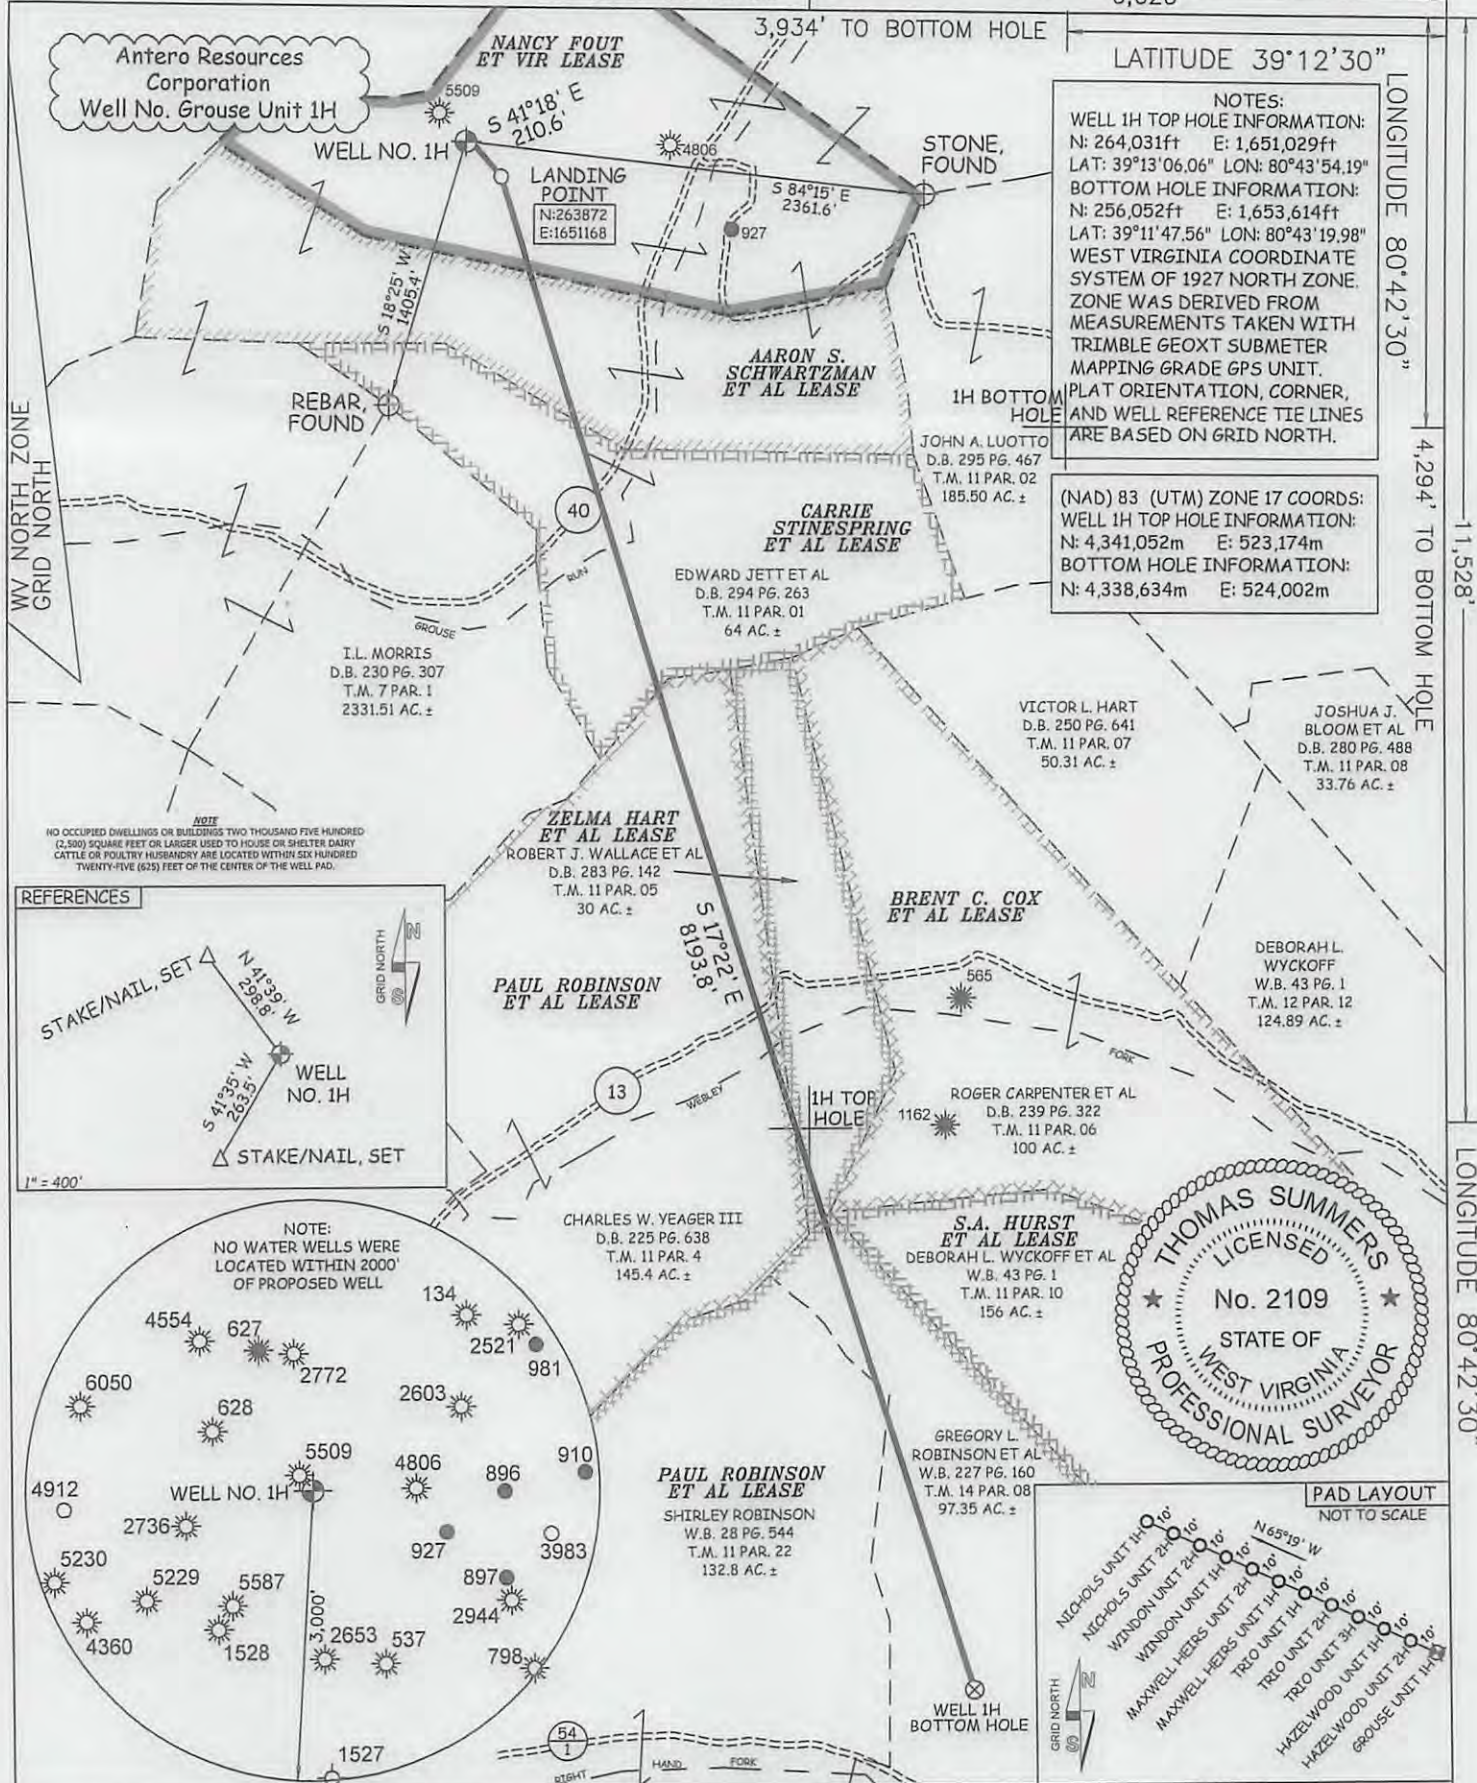 3,934' TO BOTTOM HOLE
LATITUDE 39°12'30"
Antero Resources
Corporation
Well No. Grouse Unit 1H
NANCY FOUT
ET VIR LEASE
5509
S 41°18' E
210.6'
WELL NO. 1H
4806
STONE,
FOUND
LANDING
POINT
N:263872
E:1651168
S 84°15' E
2361.6'
927
S 18°25' W
1405.4'
NOTES:
WELL 1H TOP HOLE INFORMATION:
N: 264,031ft E: 1,651,029ft
LAT: 39°13'06.06" LON: 80°43'54.19"
BOTTOM HOLE INFORMATION:
N: 256,052ft E: 1,653,614ft
LAT: 39°11'47.56" LON: 80°43'19.98"
WEST VIRGINIA COORDINATE
SYSTEM OF 1927 NORTH ZONE.
ZONE WAS DERIVED FROM
MEASUREMENTS TAKEN WITH
TRIMBLE GEOXT SUBMETER
MAPPING GRADE GPS UNIT.
PLAT ORIENTATION, CORNER,
AND WELL REFERENCE TIE LINES
ARE BASED ON GRID NORTH.
LONGITUDE 80°42'30"
AARON S.
SCHWARTZMAN
ET AL LEASE
1H BOTTOM
HOLE
REBAR,
FOUND
WV NORTH ZONE
GRID NORTH
JOHN A. LUOTTO
D.B. 295 PG. 467
T.M. 11 PAR. 02
185.50 AC. ±
(NAD) 83 (UTM) ZONE 17 COORDS:
WELL 1H TOP HOLE INFORMATION:
N: 4,341,052m E: 523,174m
BOTTOM HOLE INFORMATION:
N: 4,338,634m E: 524,002m
4,294' TO BOTTOM HOLE
11,528'
40
CARRIE
STINESPRING
ET AL LEASE
EDWARD JETT ET AL
D.B. 294 PG. 263
T.M. 11 PAR. 01
64 AC. ±
GROUSE
RUN
I.L. MORRIS
D.B. 230 PG. 307
T.M. 7 PAR. 1
2331.51 AC. ±
VICTOR L. HART
D.B. 250 PG. 641
T.M. 11 PAR. 07
50.31 AC. ±
JOSHUA J.
BLOOM ET AL
D.B. 280 PG. 488
T.M. 11 PAR. 08
33.76 AC. ±
NOTE
NO OCCUPIED DWELLINGS OR BUILDINGS TWO THOUSAND FIVE HUNDRED
(2,500) SQUARE FEET OR LARGER USED TO HOUSE OR SHELTER DAIRY
CATTLE OR POULTRY HUSBANDRY ARE LOCATED WITHIN SIX HUNDRED
TWENTY-FIVE (625) FEET OF THE CENTER OF THE WELL PAD.
ZELMA HART
ET AL LEASE
ROBERT J. WALLACE ET AL
D.B. 283 PG. 142
T.M. 11 PAR. 05
30 AC. ±
S 17°22' E
8193.8'
BRENT C. COX
ET AL LEASE
PAUL ROBINSON
ET AL LEASE
565
DEBORAH L.
WYCKOFF
W.B. 43 PG. 1
T.M. 12 PAR. 12
124.89 AC. ±
REFERENCES
STAKE/NAIL, SET
N 41°39' W
298.8'
GRID NORTH
N
S
WELL
NO. 1H
S 41°35' W
263.5'
STAKE/NAIL, SET
1" = 400'
13
WEBLEY
FORK
1H TOP
HOLE
1162
ROGER CARPENTER ET AL
D.B. 239 PG. 322
T.M. 11 PAR. 06
100 AC. ±
CHARLES W. YEAGER III
D.B. 225 PG. 638
T.M. 11 PAR. 4
145.4 AC. ±
S.A. HURST
ET AL LEASE
DEBORAH L. WYCKOFF ET AL
W.B. 43 PG. 1
T.M. 11 PAR. 10
156 AC. ±
THOMAS SUMMERS
LICENSED
No. 2109
STATE OF
WEST VIRGINIA
PROFESSIONAL SURVEYOR
LONGITUDE 80°42'30"
NOTE:
NO WATER WELLS WERE
LOCATED WITHIN 2000'
OF PROPOSED WELL
134
4554
627
2521
981
2772
6050
2603
628
5509
4806
896
910
4912
WELL NO. 1H
2736
927
3983
5230
5229
5587
897
2944
4360
1528
3,000'
2653
537
798
1527
GREGORY L.
ROBINSON ET AL
W.B. 227 PG. 160
T.M. 14 PAR. 08
97.35 AC. ±
PAUL ROBINSON
ET AL LEASE
SHIRLEY ROBINSON
W.B. 28 PG. 544
T.M. 11 PAR. 22
132.8 AC. ±
WELL 1H
BOTTOM HOLE
54
1
RIGHT
HAND
FORK
PAD LAYOUT
NOT TO SCALE
N 65°19' W
10'
10'
10'
10'
10'
10'
10'
10'
10'
10'
10'
NICHOLS UNIT 1H
NICHOLS UNIT 2H
WINDON UNIT 2H
WINDON UNIT 1H
MAXWELL HEIRS UNIT 2H
MAXWELL HEIRS UNIT 1H
TRIO UNIT 1H
TRIO UNIT 2H
TRIO UNIT 3H
HAZELWOOD UNIT 1H
HAZELWOOD UNIT 2H
GROUSE UNIT 1H
GRID NORTH
N
S